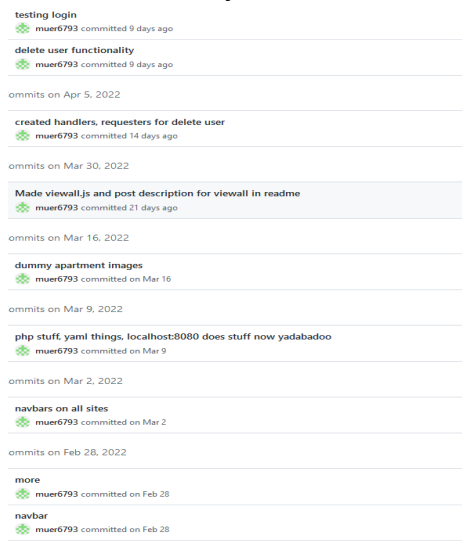 testing login
muer6793 committed 9 days ago
delete user functionality
muer6793 committed 9 days ago
ommits on Apr 5, 2022
created handlers, requesters for delete user
muer6793 committed 14 days ago
ommits on Mar 30, 2022
Made viewall.js and post description for viewall in readme
muer6793 committed 21 days ago
ommits on Mar 16, 2022
dummy apartment images
muer6793 committed on Mar 16
ommits on Mar 9, 2022
php stuff, yaml things, localhost:8080 does stuff now yadabadoo
muer6793 committed on Mar 9
ommits on Mar 2, 2022
navbars on all sites
muer6793 committed on Mar 2
ommits on Feb 28, 2022
more
muer6793 committed on Feb 28
navbar
muer6793 committed on Feb 28